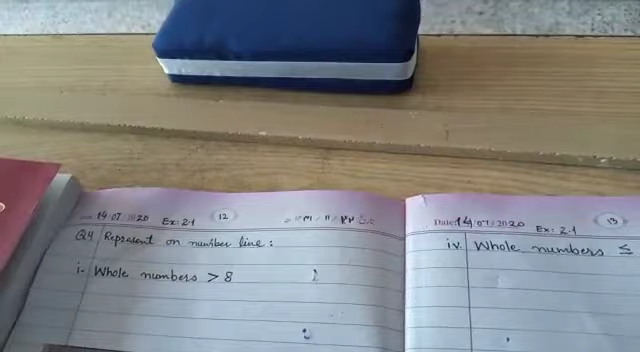 14/07/2020 Ex: 2.1 12
Q4 Represent on number line:
i- Whole numbers > 8
Date: 14/07/2020 Ex: 2.1 13
iv. Whole numbers ≤